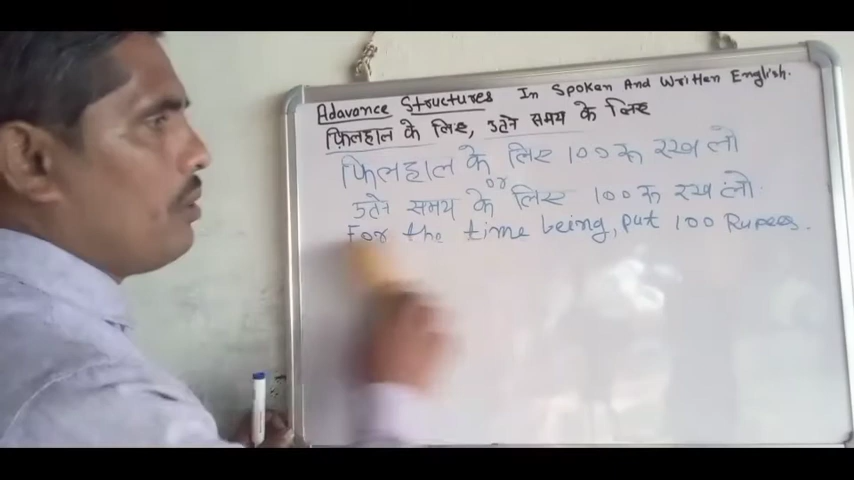 Adavance Structures In Spoken And Written English.
फ़िलहाल के लिए, उतने समय के लिए
फिलहाल के लिए 100 रू रख लो
or
उतने समय के लिए 100 रू रख लो.
For the time being, put 100 Rupees.